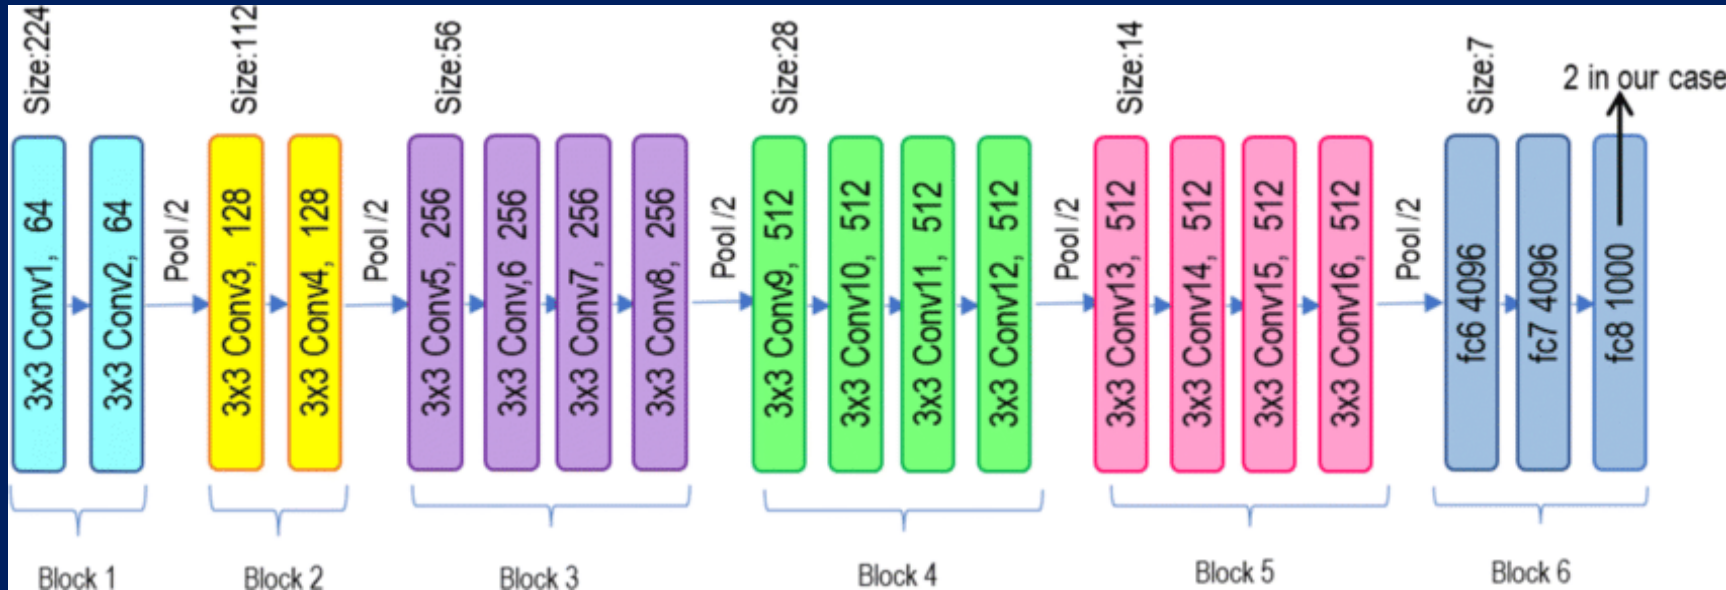 Size:224
Size:112
Size:56
Size:28
Size:14
Size:7
2 in our case
3x3 Conv1, 64
3x3 Conv2, 64
Pool /2
3x3 Conv3, 128
3x3 Conv4, 128
Pool /2
3x3 Conv5, 256
3x3 Conv,6 256
3x3 Conv7, 256
3x3 Conv8, 256
Pool /2
3x3 Conv9, 512
3x3 Conv10, 512
3x3 Conv11, 512
3x3 Conv12, 512
Pool /2
3x3 Conv13, 512
3x3 Conv14, 512
3x3 Conv15, 512
3x3 Conv16, 512
Pool /2
fc6 4096
fc7 4096
fc8 1000
Block 1
Block 2
Block 3
Block 4
Block 5
Block 6